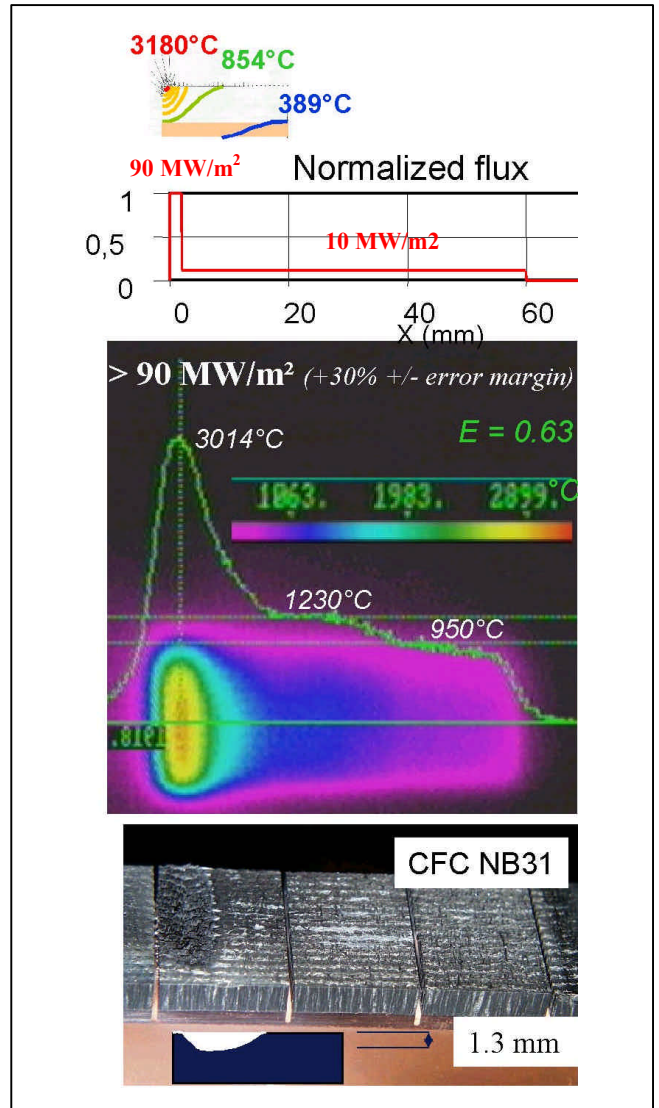 3180°C
854°C
389°C
90 MW/m²
Normalized flux
1
0,5
0
10 MW/m2
0 20 40 60
X (mm)
> 90 MW/m² (+30% +/- error margin)
3014°C
E = 0.63
°C
1063. 1983. 2899.
1230°C
950°C
.8101
CFC NB31
1.3 mm